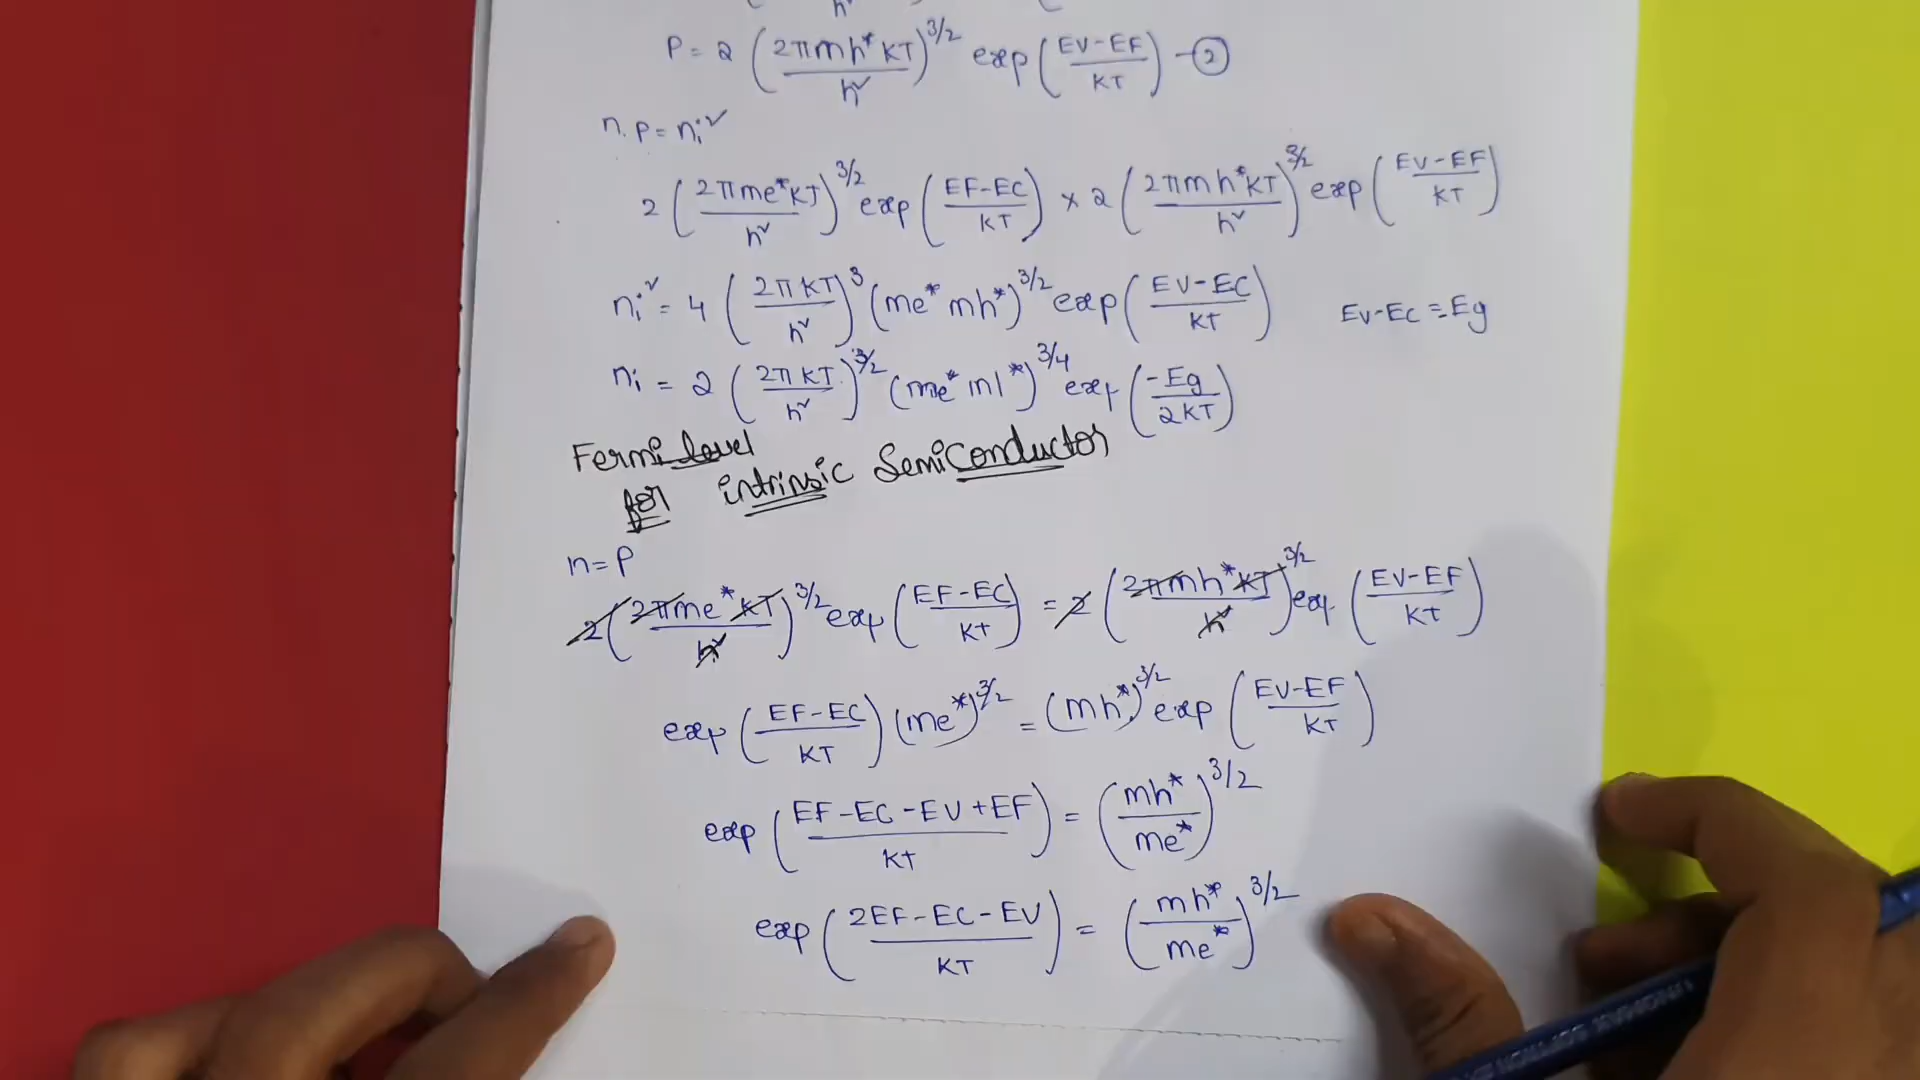 P = 2 (2πmh*KT/h²)^3/2 exp(EV-EF/KT) -②
n.p = ni²
2 (2πme*KT/h²)^3/2 exp(EF-EC/KT) × 2 (2πmh*KT/h²)^3/2 exp(EV-EF/KT)
ni² = 4 (2πKT/h²)^3 (me* mh*)^3/2 exp(EV-EC/KT) Ev-Ec = Eg
ni = 2 (2πKT/h²)^3/2 (me* mh*)^3/4 exp(-Eg/2KT)
Fermi level
for intrinsic Semiconductor
n = P
2(2πme*KT/h²)^3/2 exp(EF-EC/KT) = 2 (2πmh*KT/h²)^3/2 exp(EV-EF/KT)
exp(EF-EC/KT) (me*)^3/2 = (mh*)^3/2 exp(EV-EF/KT)
exp(EF-EC-EV+EF/KT) = (mh*/me*)^3/2
exp(2EF-EC-EV/KT) = (mh*/me*)^3/2